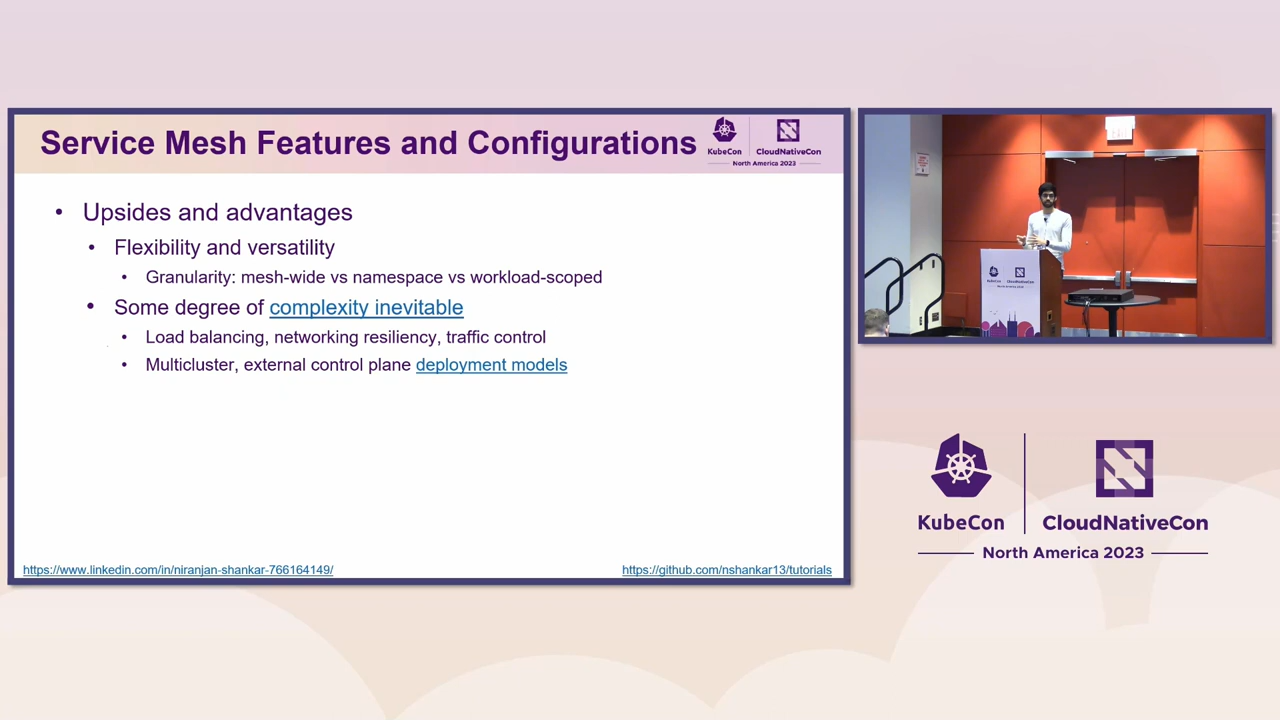 Service Mesh Features and Configurations
KubeCon
CloudNativeCon
North America 2023
• Upsides and advantages
• Flexibility and versatility
• Granularity: mesh-wide vs namespace vs workload-scoped
• Some degree of complexity inevitable
• Load balancing, networking resiliency, traffic control
• Multicluster, external control plane deployment models
https://www.linkedin.com/in/niranjan-shankar-766164149/
https://github.com/nshankar13/tutorials
KubeCon
CloudNativeCon
North America 2023